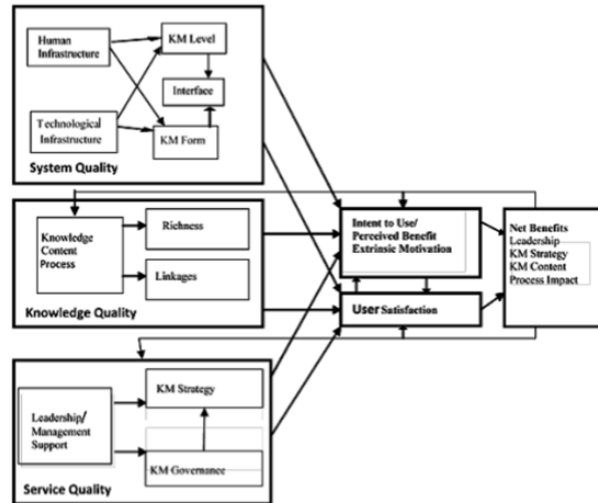 Human
Infrastructure
KM Level
Interface
Technological
Infrastructure
KM Form
System Quality
Knowledge
Content
Process
Richness
Linkages
Knowledge Quality
Intent to Use/
Perceived Benefit
Extrinsic Motivation
User Satisfaction
Net Benefits
Leadership
KM Strategy
KM Content
Process Impact
Leadership/
Management
Support
KM Strategy
KM Governance
Service Quality